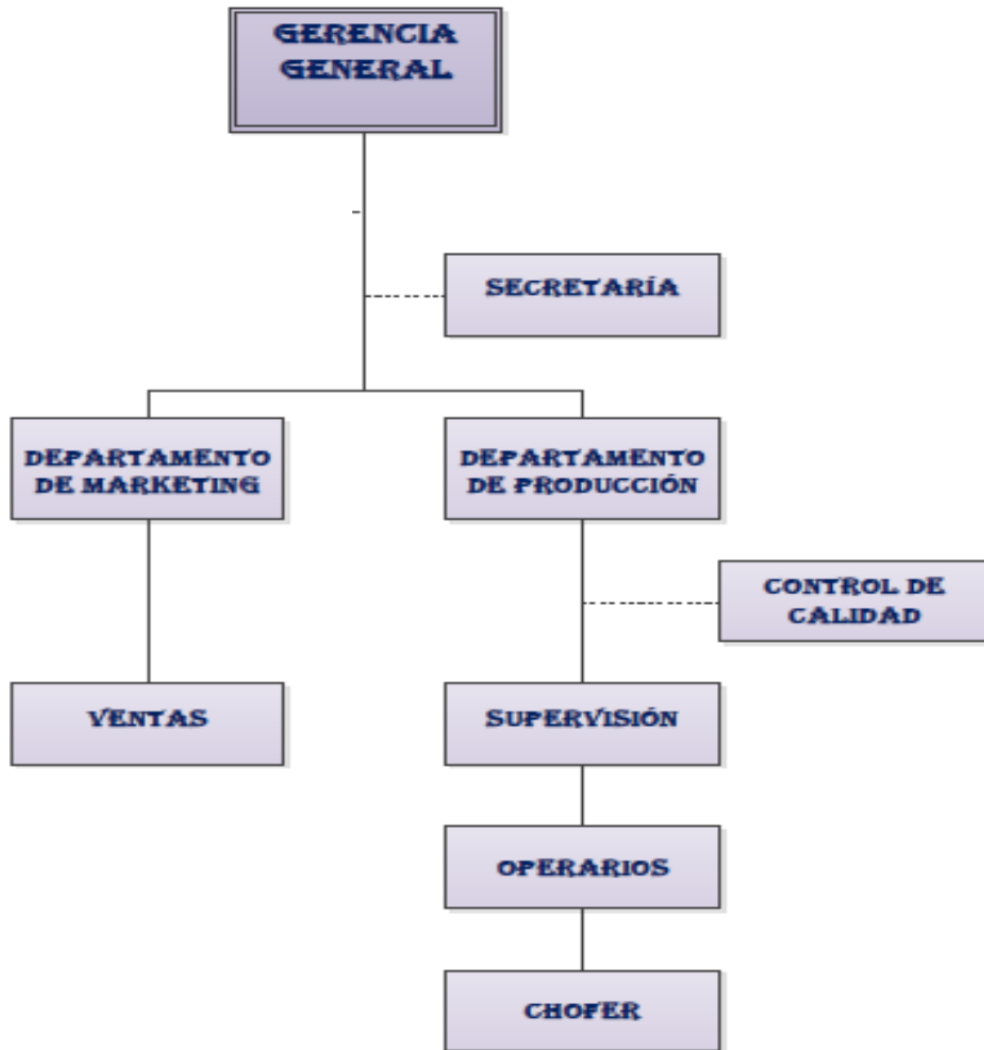 GERENCIA
GENERAL
SECRETARÍA
DEPARTAMENTO
DE MARKETING
DEPARTAMENTO
DE PRODUCCIÓN
CONTROL DE
CALIDAD
VENTAS
SUPERVISIÓN
OPERARIOS
CHOFER